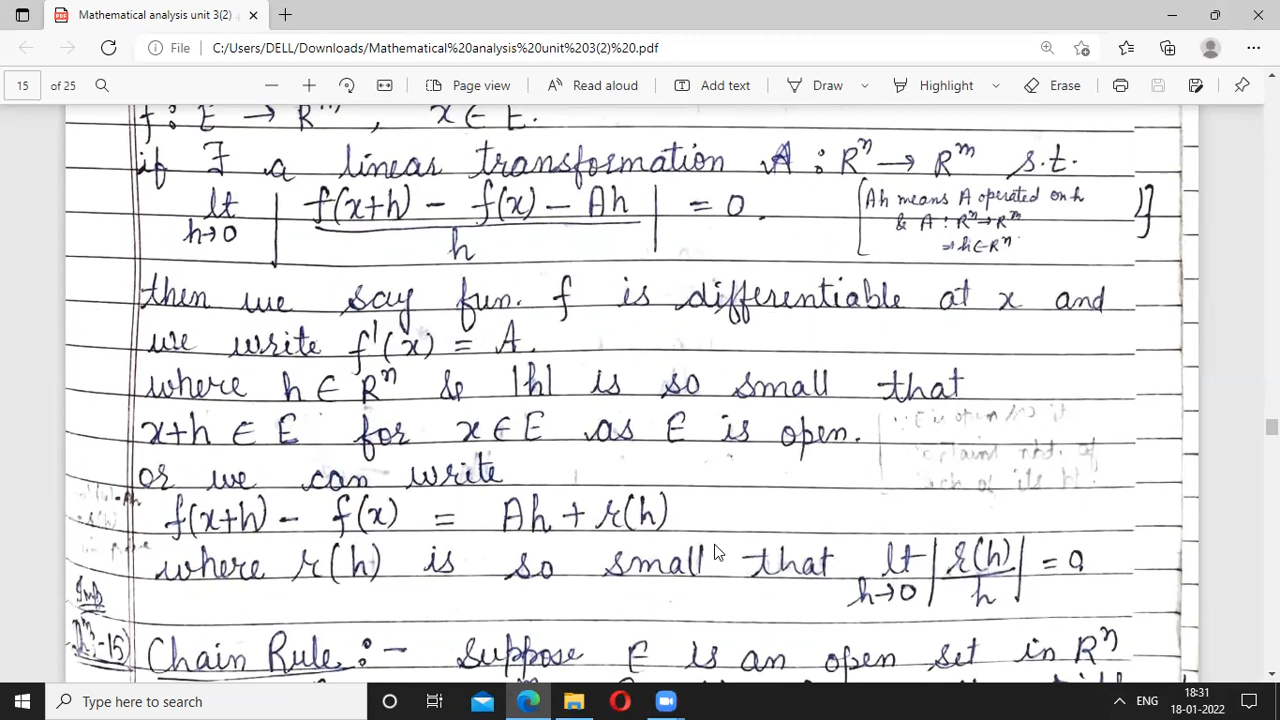 Mathematical analysis unit 3(2)
File C:/Users/DELL/Downloads/Mathematical%20analysis%20unit%203(2)%20.pdf
15 of 25 Page view Read aloud Add text Draw Highlight Erase
f : E → R^m , x ∈ E.
if ∃ a linear transformation A : R^n → R^m s.t.
lt h→0 | f(x+h) - f(x) - Ah / h | = 0. [Ah means A operated on h
& A : R^n → R^m
⇒ h ∈ R^n]
then we say fun. f is differentiable at x and
we write f'(x) = A.
where h ∈ R^n & |h| is so small that
x+h ∈ E for x ∈ E as E is open.
or we can write
f(x+h) - f(x) = Ah + r(h)
where r(h) is so small that lt h→0 | r(h) / h | = 0
Imp
-15) Chain Rule :- Suppose E is an open set in R^n
Type here to search
ENG
18:31
18-01-2022